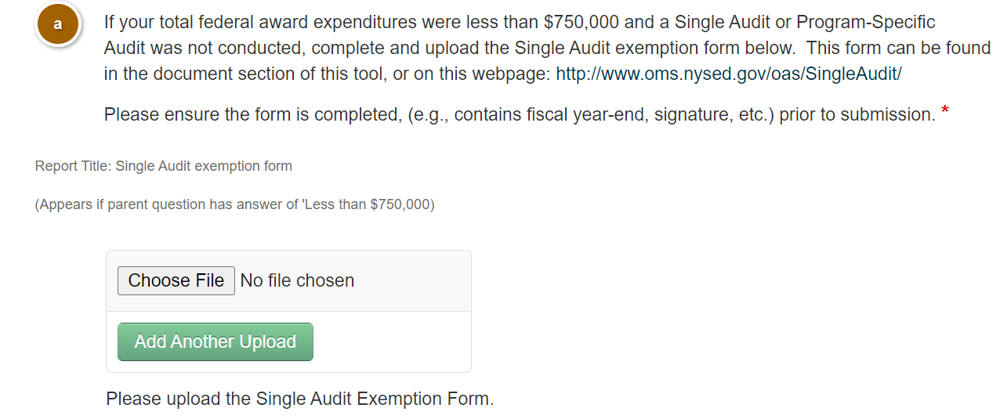 a
If your total federal award expenditures were less than $750,000 and a Single Audit or Program-Specific
Audit was not conducted, complete and upload the Single Audit exemption form below.  This form can be found
in the document section of this tool, or on this webpage: http://www.oms.nysed.gov/oas/SingleAudit/
Please ensure the form is completed, (e.g., contains fiscal year-end, signature, etc.) prior to submission. *
Report Title: Single Audit exemption form
(Appears if parent question has answer of 'Less than $750,000)
Choose File No file chosen
Add Another Upload
Please upload the Single Audit Exemption Form.